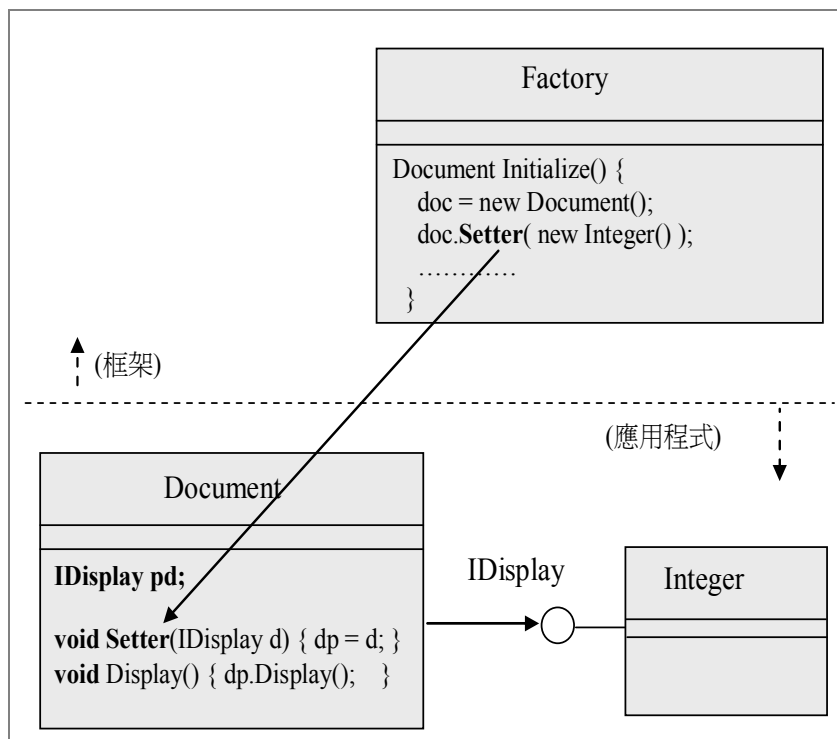 Factory
Document Initialize() {
doc = new Document();
doc.Setter( new Integer() );
…………
}
(框架)
(應用程式)
Document
IDisplay pd;
void Setter(IDisplay d) { dp = d; }
void Display() { dp.Display(); }
IDisplay
Integer